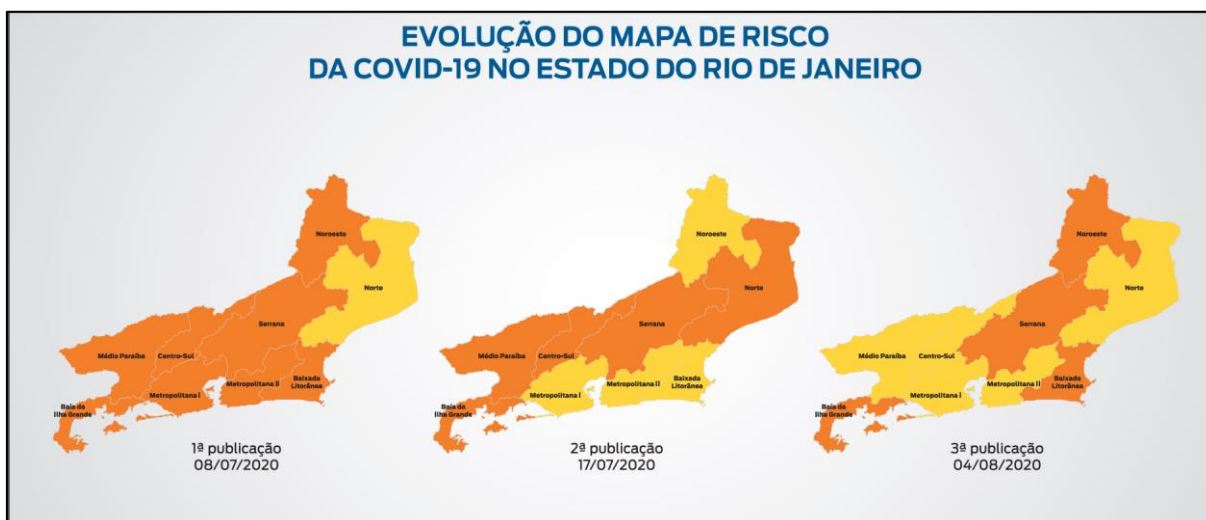 EVOLUÇÃO DO MAPA DE RISCO
DA COVID-19 NO ESTADO DO RIO DE JANEIRO
Noroeste
Norte
Serrana
Médio Paraíba
Centro-Sul
Metropolitana II
Baixada
Litorânea
Metropolitana I
Baía da
Ilha Grande
1ª publicação
08/07/2020
Noroeste
Norte
Serrana
Médio Paraíba
Centro-Sul
Metropolitana II
Baixada
Litorânea
Metropolitana I
Baía da
Ilha Grande
2ª publicação
17/07/2020
Noroeste
Norte
Serrana
Médio Paraíba
Centro-Sul
Metropolitana II
Baixada
Litorânea
Metropolitana I
Baía da
Ilha Grande
3ª publicação
04/08/2020